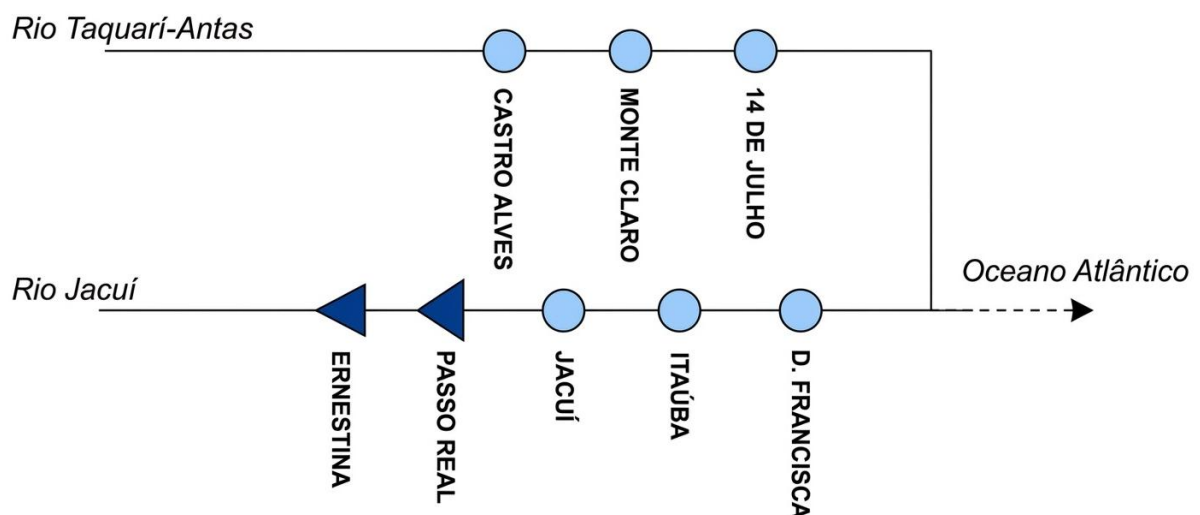 Rio Taquarí-Antas
CASTRO ALVES
MONTE CLARO
14 DE JULHO
Rio Jacuí
Oceano Atlântico
ERNESTINA
PASSO REAL
JACUÍ
ITAÚBA
D. FRANCISCA